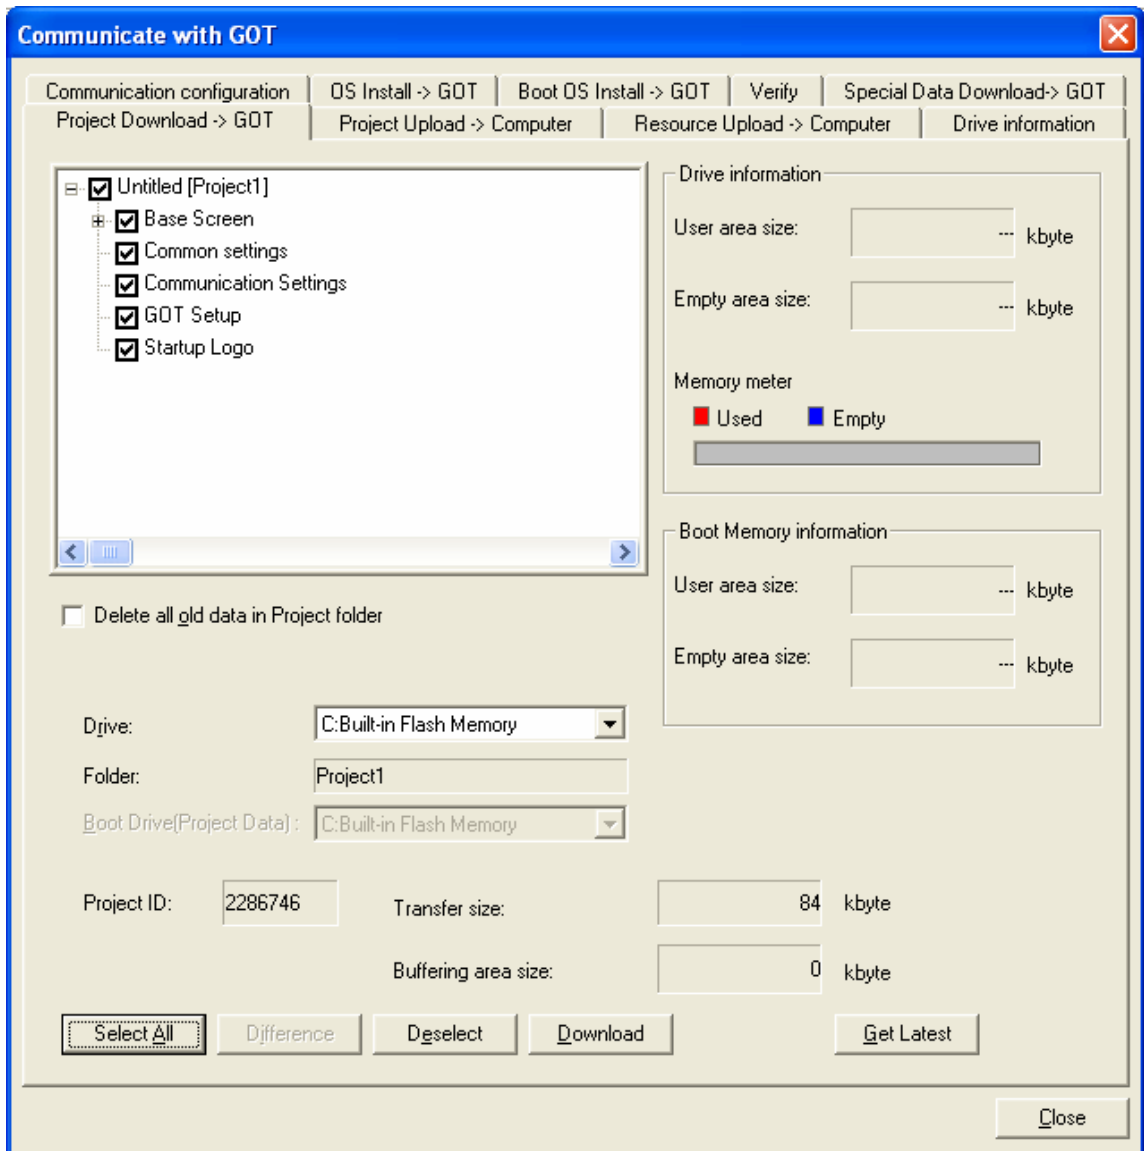 Communicate with GOT
Communication configuration
OS Install -> GOT
Boot OS Install -> GOT
Verify
Special Data Download-> GOT
Project Download -> GOT
Project Upload -> Computer
Resource Upload -> Computer
Drive information
Untitled [Project1]
Base Screen
Common settings
Communication Settings
GOT Setup
Startup Logo
Drive information
User area size: --- kbyte
Empty area size: --- kbyte
Memory meter
Used Empty
Boot Memory information
User area size: --- kbyte
Empty area size: --- kbyte
Delete all old data in Project folder
Drive: C:Built-in Flash Memory
Folder: Project1
Boot Drive(Project Data) : C:Built-in Flash Memory
Project ID: 2286746 Transfer size: 84 kbyte
Buffering area size: 0 kbyte
Select All Difference Deselect Download Get Latest
Close